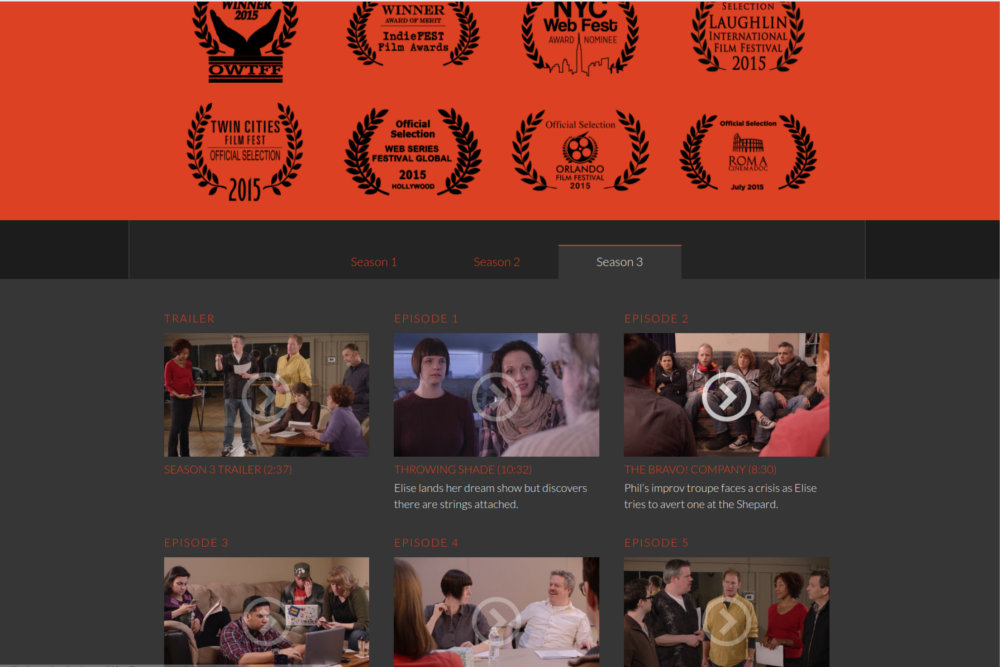 WINNER
2015
OWTFF
WINNER
AWARD OF MERIT
IndieFEST
Film Awards
NYC
Web Fest
AWARD NOMINEE
SELECTION
LAUGHLIN
INTERNATIONAL
FILM FESTIVAL
2015
TWIN CITIES
FILM FEST
OFFICIAL SELECTION
2015
Official
Selection
WEB SERIES
FESTIVAL GLOBAL
2015
HOLLYWOOD
Official Selection
ORLANDO
FILM FESTIVAL
2015
Official Selection
ROMA
CINEMADOC
July 2015
Season 1
Season 2
Season 3
TRAILER
EPISODE 1
EPISODE 2
SEASON 3 TRAILER (2:37)
THROWING SHADE (10:32)
Elise lands her dream show but discovers
there are strings attached.
THE BRAVO! COMPANY (8:30)
Phil's improv troupe faces a crisis as Elise
tries to avert one at the Shepard.
EPISODE 3
EPISODE 4
EPISODE 5